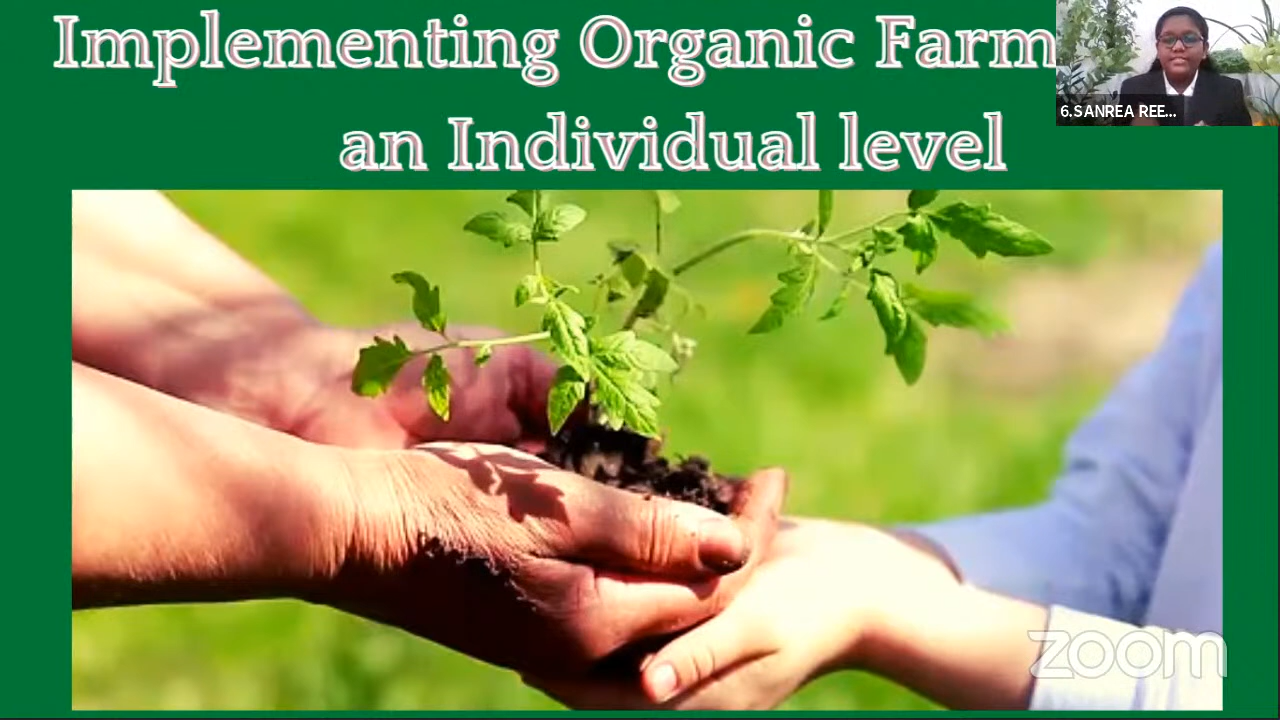 Implementing Organic Farm
an Individual level
6.SANREA REE...
zoom